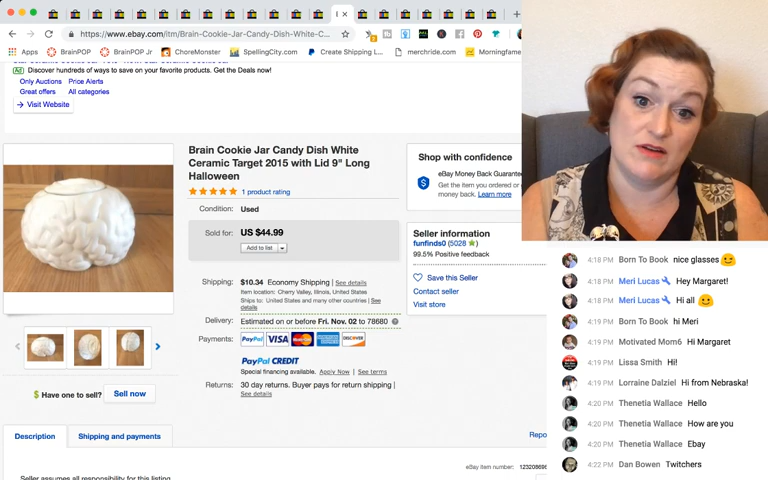 https://www.ebay.com/itm/Brain-Cookie-Jar-Candy-Dish-White-C...
Apps BrainPOP BrainPOP Jr ChoreMonster SpellingCity.com Create Shipping L... merchride.com Morningfame
Ad Discover hundreds of ways to save on your favorite products. Get the Deals now!
Only Auctions Price Alerts
Great offers All categories
Visit Website
Brain Cookie Jar Candy Dish White
Ceramic Target 2015 with Lid 9" Long
Halloween
1 product rating
Condition: Used
Sold for: US $44.99
Add to list
Shipping: $10.34 Economy Shipping | See details
Item location: Cherry Valley, Illinois, United States
Ships to: United States and many other countries | See
details
Delivery: Estimated on or before Fri. Nov. 02 to 78680
Payments: PayPal VISA MasterCard AMERICAN EXPRESS DISCOVER
PayPal CREDIT
Special financing available. Apply Now | See terms
Returns: 30 day returns. Buyer pays for return shipping |
See details
Have one to sell? Sell now
Shop with confidence
eBay Money Back Guarante
Get the item you ordered or
money back. Learn more
Seller information
funfinds0 (5028)
99.5% Positive feedback
Save this Seller
Contact seller
Visit store
Description Shipping and payments
Repo
eBay item number: 123208695
Seller assumes all responsibility for this listing.
4:18 PM Born To Book nice glasses
4:18 PM Meri Lucas Hey Margaret!
4:18 PM Meri Lucas Hi all
4:19 PM Born To Book hi Meri
4:19 PM Motivated Mom6 Hi Margaret
4:19 PM Lissa Smith Hi!
4:19 PM Lorraine Dalziel Hi from Nebraska!
4:20 PM Thenetia Wallace Hello
4:20 PM Thenetia Wallace How are you
4:20 PM Thenetia Wallace Ebay
4:22 PM Dan Bowen Twitchers